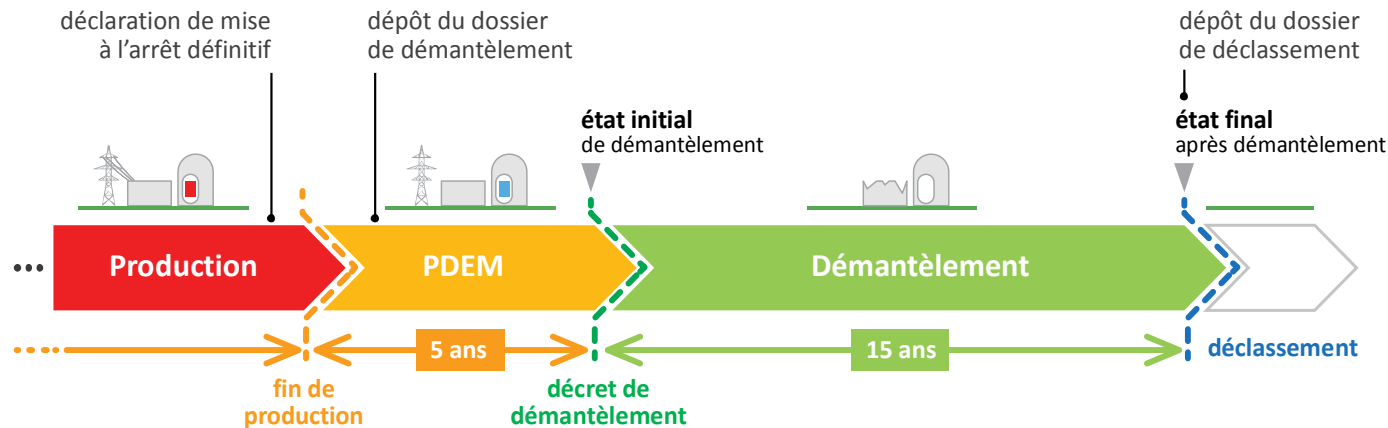 déclaration de mise
à l'arrêt définitif
dépôt du dossier
de démantèlement
dépôt du dossier
de déclassement
état initial
de démantèlement
état final
après démantèlement
Production
PDEM
Démantèlement
5 ans
15 ans
déclassement
fin de
production
décret de
démantèlement